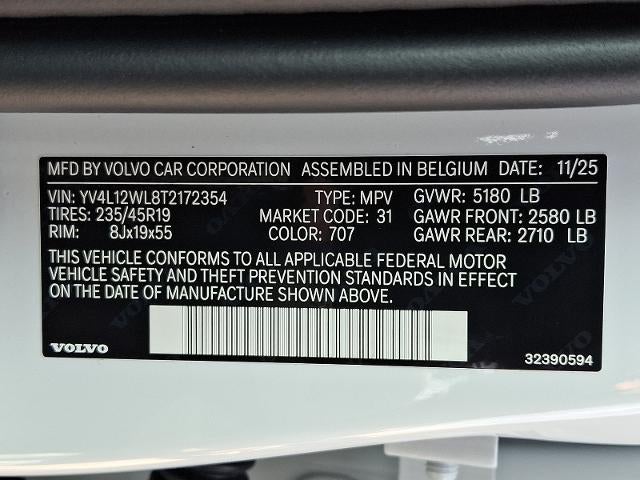 MFD BY VOLVO CAR CORPORATION ASSEMBLED IN BELGIUM DATE: 11/25
VIN: YV4L12WL8T2172354 TYPE: MPV GVWR: 5180 LB
TIRES: 235/45R19 MARKET CODE: 31 GAWR FRONT: 2580 LB
RIM: 8Jx19x55 COLOR: 707 GAWR REAR: 2710 LB
THIS VEHICLE CONFORMS TO ALL APPLICABLE FEDERAL MOTOR
VEHICLE SAFETY AND THEFT PREVENTION STANDARDS IN EFFECT
ON THE DATE OF MANUFACTURE SHOWN ABOVE.
VOLVO 32390594